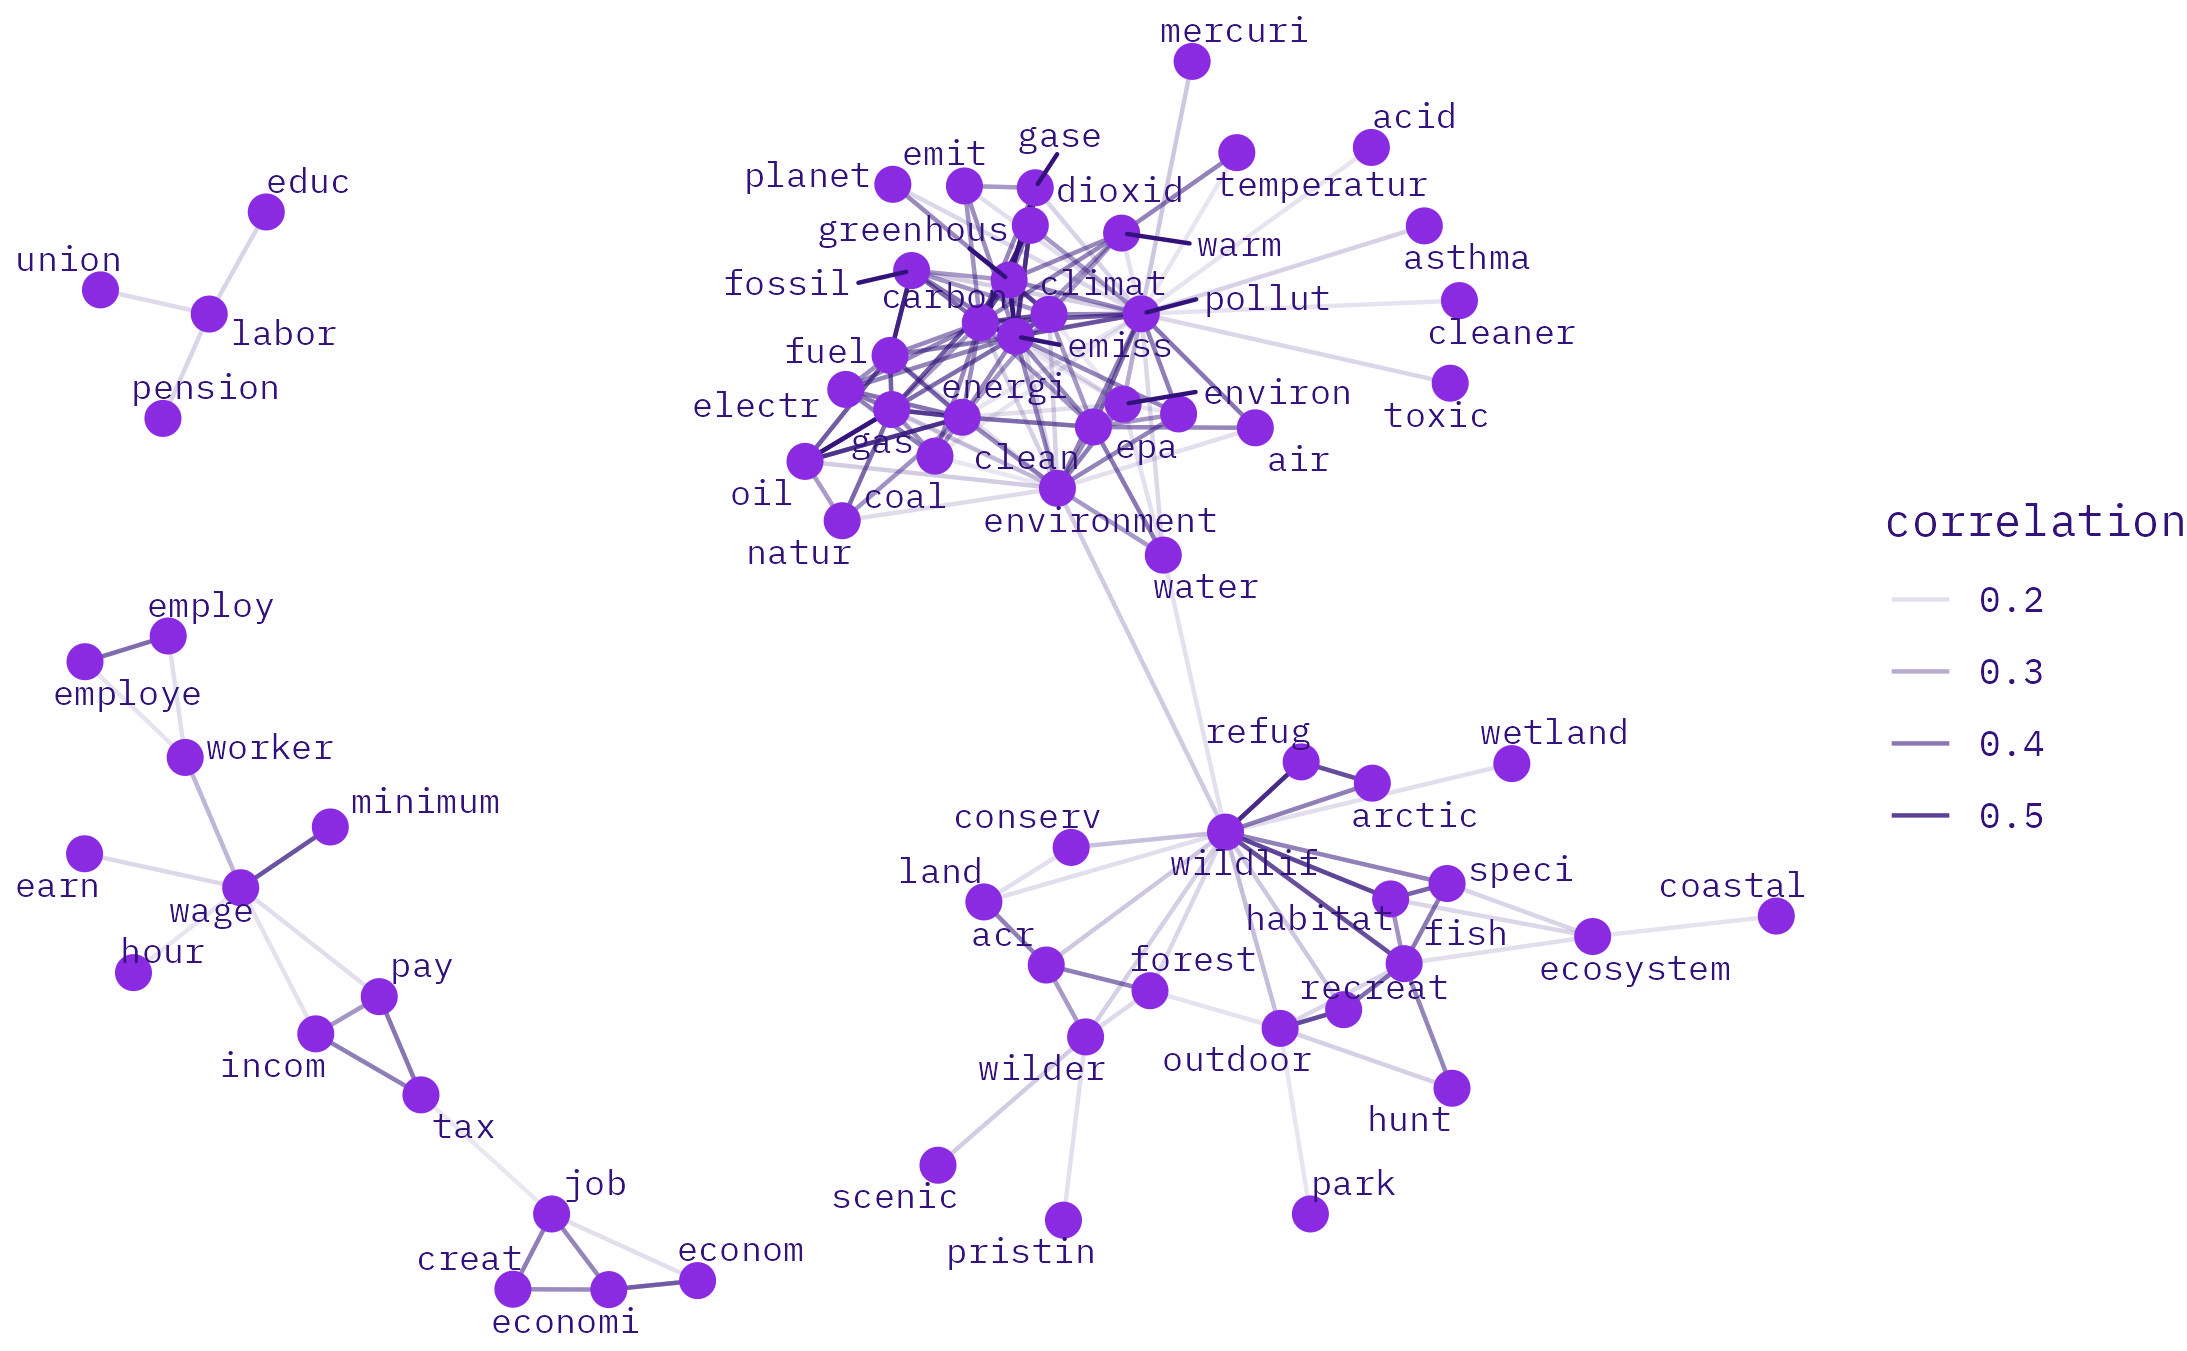 mercuri
acid
gase
emit
planet
dioxid
temperatur
educ
greenhous
warm
asthma
union
fossil
climat
carbon
pollut
labor
cleaner
fuel
emiss
pension
energi
environ
electr
toxic
gas
epa
clean
air
oil
coal
environment
natur
water
correlation
0.2
0.3
0.4
0.5
employ
employe
worker
minimum
earn
wage
hour
pay
incom
tax
job
creat
econom
economi
refug
wetland
conserv
arctic
land
wildlif
speci
coastal
habitat
fish
acr
forest
ecosystem
recreat
wilder
outdoor
hunt
scenic
park
pristin